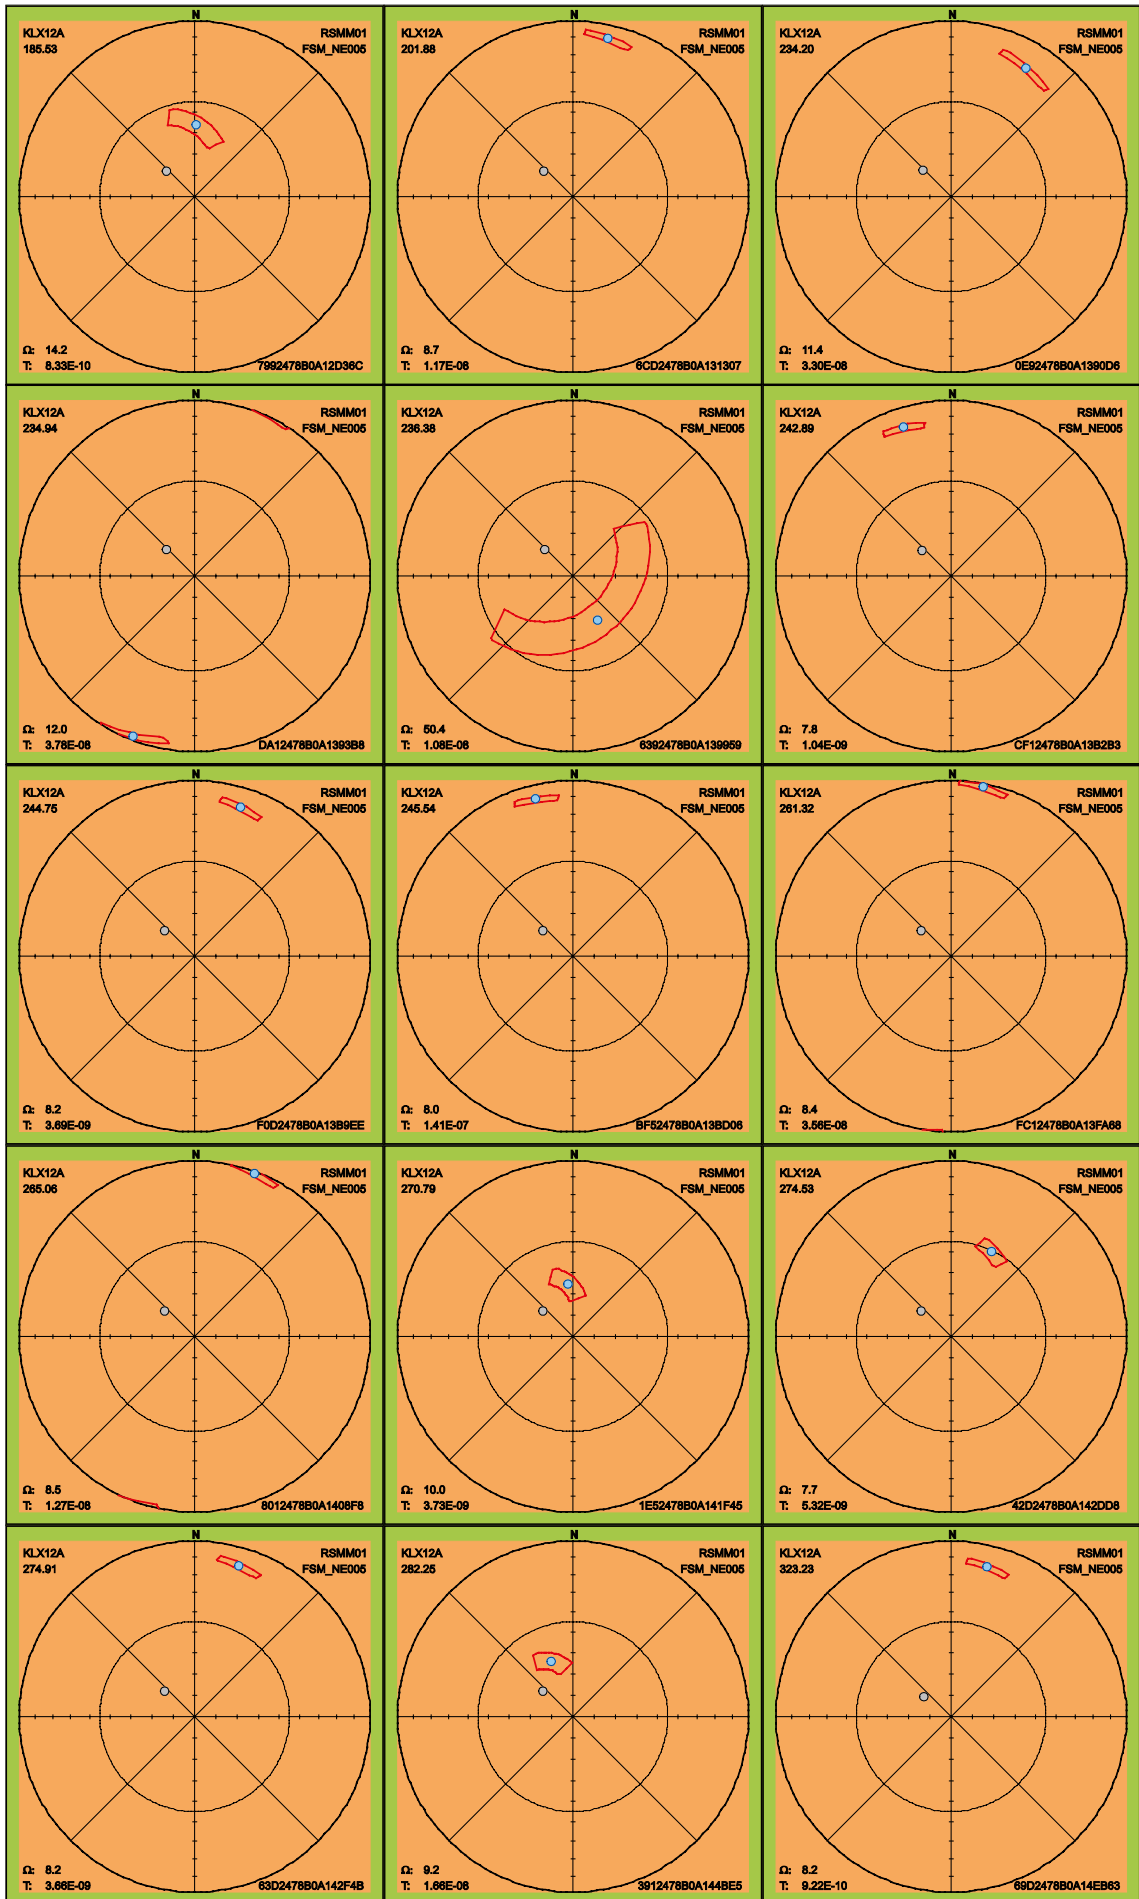 N
KLX12A RSMM01
185.53 FSM_NE005
Ω: 14.2
T: 8.33E-10 7992478B0A12D36C
N
KLX12A RSMM01
201.88 FSM_NE005
Ω: 8.7
T: 1.17E-08 6CD2478B0A131307
N
KLX12A RSMM01
234.20 FSM_NE005
Ω: 11.4
T: 3.30E-08 0E92478B0A1390D6
N
KLX12A RSMM01
234.94 FSM_NE005
Ω: 12.0
T: 3.78E-08 DA12478B0A1393B8
N
KLX12A RSMM01
236.38 FSM_NE005
Ω: 50.4
T: 1.08E-08 6392478B0A139959
N
KLX12A RSMM01
242.89 FSM_NE005
Ω: 7.8
T: 1.04E-09 CF12478B0A13B2B3
N
KLX12A RSMM01
244.75 FSM_NE005
Ω: 8.2
T: 3.69E-09 F0D2478B0A13B9EE
N
KLX12A RSMM01
245.54 FSM_NE005
Ω: 8.0
T: 1.41E-07 BF52478B0A13BD06
N
KLX12A RSMM01
261.32 FSM_NE005
Ω: 8.4
T: 3.56E-08 FC12478B0A13FA68
N
KLX12A RSMM01
265.06 FSM_NE005
Ω: 8.5
T: 1.27E-08 8012478B0A1408F8
N
KLX12A RSMM01
270.79 FSM_NE005
Ω: 10.0
T: 3.73E-09 1E52478B0A141F45
N
KLX12A RSMM01
274.53 FSM_NE005
Ω: 7.7
T: 5.32E-09 42D2478B0A142DD8
N
KLX12A RSMM01
274.91 FSM_NE005
Ω: 8.2
T: 3.66E-09 63D2478B0A142F4B
N
KLX12A RSMM01
282.25 FSM_NE005
Ω: 9.2
T: 1.66E-08 3912478B0A144BE5
N
KLX12A RSMM01
323.23 FSM_NE005
Ω: 8.2
T: 9.22E-10 69D2478B0A14EB63